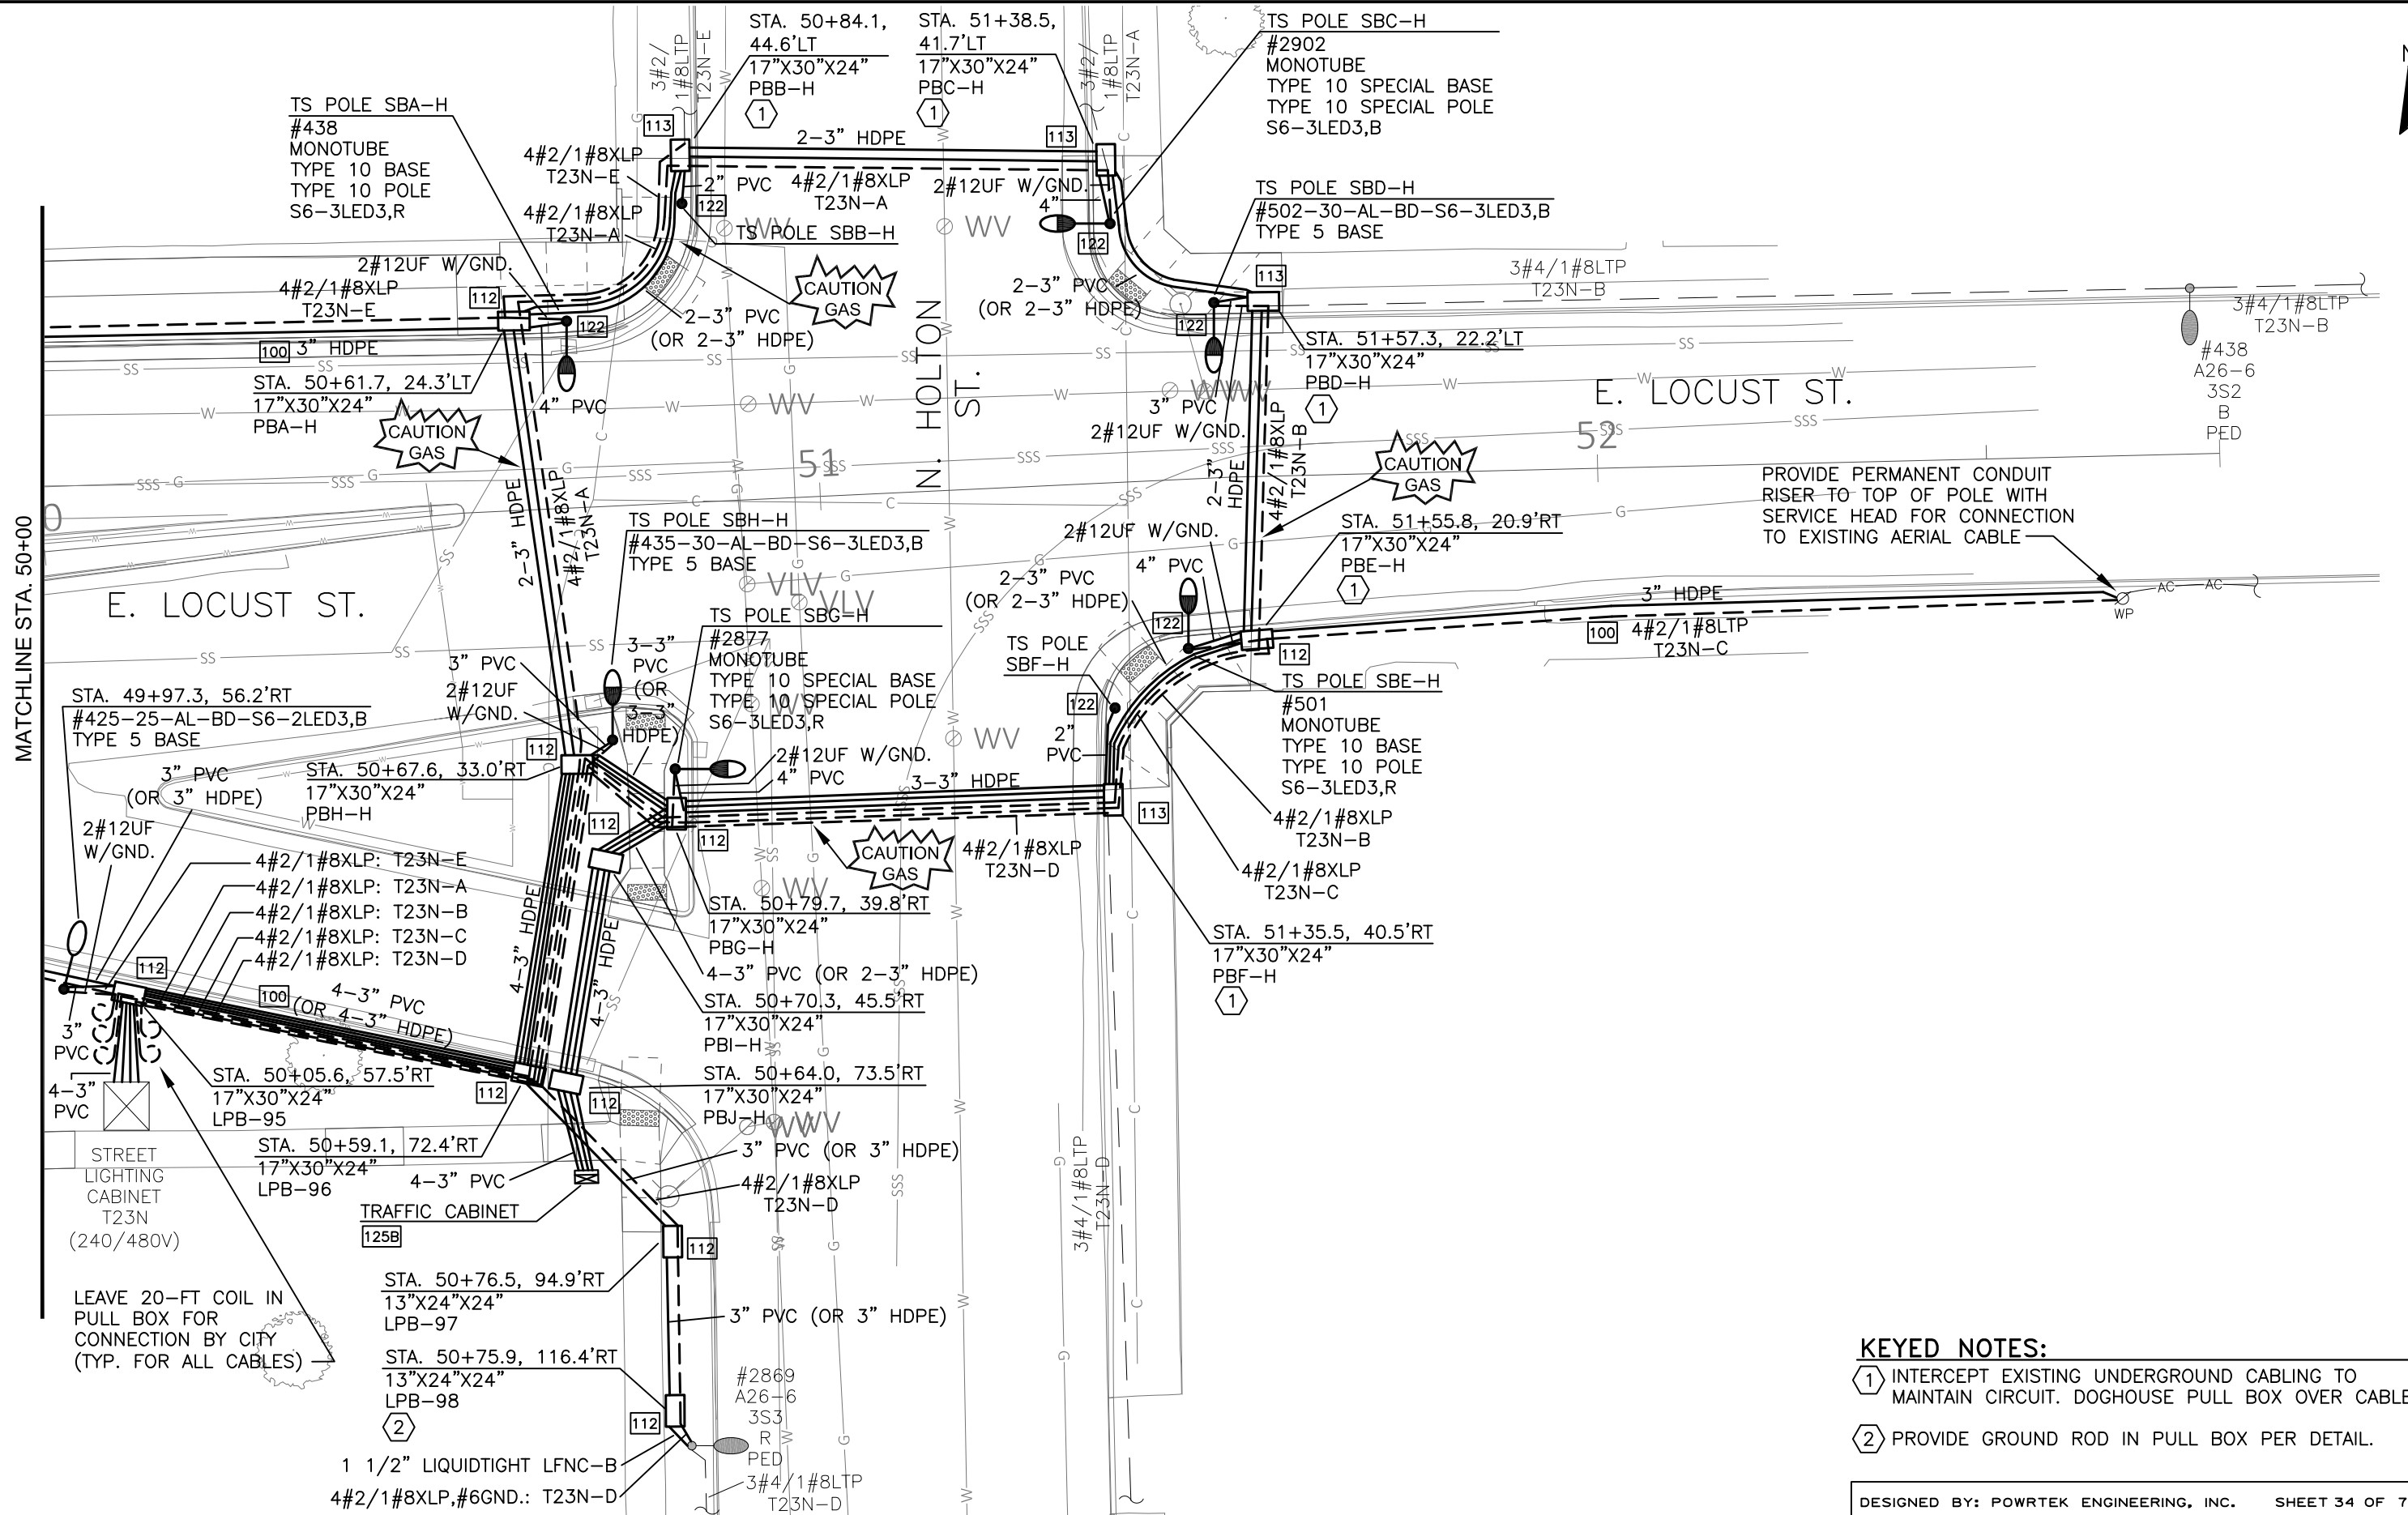 STA. 50+84.1,
44.6'LT
17"X30"X24"
PBB-H
1
STA. 51+38.5,
41.7'LT
17"X30"X24"
PBC-H
1
TS POLE SBC-H
#2902
MONOTUBE
TYPE 10 SPECIAL BASE
TYPE 10 SPECIAL POLE
S6-3LED3,B
3#2/
1#8LTP
T23N-E
3#2/
1#8LTP
T23N-A
TS POLE SBA-H
#438
MONOTUBE
TYPE 10 BASE
TYPE 10 POLE
S6-3LED3,R
113
113
2-3" HDPE
4#2/1#8XLP
T23N-E
4#2/1#8XLP
T23N-A
2" PVC
122
4#2/1#8XLP
T23N-A
2#12UF W/GND.
4"
122
TS POLE SBB-H
WV
WV
TS POLE SBD-H
#502-30-AL-BD-S6-3LED3,B
TYPE 5 BASE
2#12UF W/GND.
4#2/1#8XLP
T23N-E
112
122
CAUTION
GAS
2-3" PVC
(OR 2-3" HDPE)
2-3" PVC
(OR 2-3" HDPE)
113
122
3#4/1#8LTP
T23N-B
3#4/1#8LTP
T23N-B
#438
A26-6
3S2
B
PED
100 3" HDPE
STA. 50+61.7, 24.3'LT
17"X30"X24"
PBA-H
4" PVC
CAUTION
GAS
N. HOLTON
ST.
STA. 51+57.3, 22.2'LT
17"X30"X24"
PBD-H
1
3" PVC
2#12UF W/GND.
WV
E. LOCUST ST.
51
52
2-3" HDPE
4#2/1#8XLP
T23N-A
2-3"
HDPE
4#2/1#8XLP
T23N-B
CAUTION
GAS
PROVIDE PERMANENT CONDUIT
RISER TO TOP OF POLE WITH
SERVICE HEAD FOR CONNECTION
TO EXISTING AERIAL CABLE
MATCHLINE STA. 50+00
TS POLE SBH-H
#435-30-AL-BD-S6-3LED3,B
TYPE 5 BASE
2#12UF W/GND.
4" PVC
STA. 51+55.8, 20.9'RT
17"X30"X24"
PBE-H
1
2-3" PVC
(OR 2-3" HDPE)
VLV
VLV
E. LOCUST ST.
3" HDPE
100 4#2/1#8LTP
T23N-C
AC
AC
WP
TS POLE SBG-H
#2877
MONOTUBE
TYPE 10 SPECIAL BASE
TYPE 10 SPECIAL POLE
S6-3LED3,R
3-3"
PVC
(OR
3-3"
HDPE)
3" PVC
2#12UF
W/GND.
TS POLE
SBF-H
122
112
122
TS POLE SBE-H
#501
MONOTUBE
TYPE 10 BASE
TYPE 10 POLE
S6-3LED3,R
STA. 49+97.3, 56.2'RT
#425-25-AL-BD-S6-2LED3,B
TYPE 5 BASE
WV
WV
2"
PVC
112
STA. 50+67.6, 33.0'RT
17"X30"X24"
PBH-H
2#12UF W/GND.
4" PVC
3-3" HDPE
3" PVC
(OR 3" HDPE)
2#12UF
W/GND.
112
112
113
4#2/1#8XLP
T23N-B
4#2/1#8XLP
T23N-C
4#2/1#8XLP
T23N-D
CAUTION
GAS
WV
4#2/1#8XLP: T23N-E
4#2/1#8XLP: T23N-A
4#2/1#8XLP: T23N-B
4#2/1#8XLP: T23N-C
4#2/1#8XLP: T23N-D
4-3" HDPE
4-3" HDPE
STA. 50+79.7, 39.8'RT
17"X30"X24"
PBG-H
STA. 51+35.5, 40.5'RT
17"X30"X24"
PBF-H
1
112
4-3" PVC (OR 2-3" HDPE)
100
4-3" PVC
(OR 4-3" HDPE)
STA. 50+70.3, 45.5'RT
17"X30"X24"
PBI-H
3"
PVC
4-3"
PVC
STA. 50+05.6, 57.5'RT
17"X30"X24"
LPB-95
112
112
STA. 50+64.0, 73.5'RT
17"X30"X24"
PBJ-H
WV
STA. 50+59.1, 72.4'RT
17"X30"X24"
LPB-96
STREET
LIGHTING
CABINET
T23N
(240/480V)
4-3" PVC
3" PVC (OR 3" HDPE)
4#2/1#8XLP
T23N-D
TRAFFIC CABINET
125B
112
3#4/1#8LTP
T23N-D
STA. 50+76.5, 94.9'RT
13"X24"X24"
LPB-97
LEAVE 20-FT COIL IN
PULL BOX FOR
CONNECTION BY CITY
(TYP. FOR ALL CABLES)
3" PVC (OR 3" HDPE)
STA. 50+75.9, 116.4'RT
13"X24"X24"
LPB-98
2
112
#2869
A26-6
3S3
R
PED
1 1/2" LIQUIDTIGHT LFNC-B
4#2/1#8XLP,#6GND.: T23N-D
3#4/1#8LTP
T23N-D
KEYED NOTES:
1 INTERCEPT EXISTING UNDERGROUND CABLING TO
MAINTAIN CIRCUIT. DOGHOUSE PULL BOX OVER CABLE
2 PROVIDE GROUND ROD IN PULL BOX PER DETAIL.
DESIGNED BY: POWRTEK ENGINEERING, INC. SHEET 34 OF 7